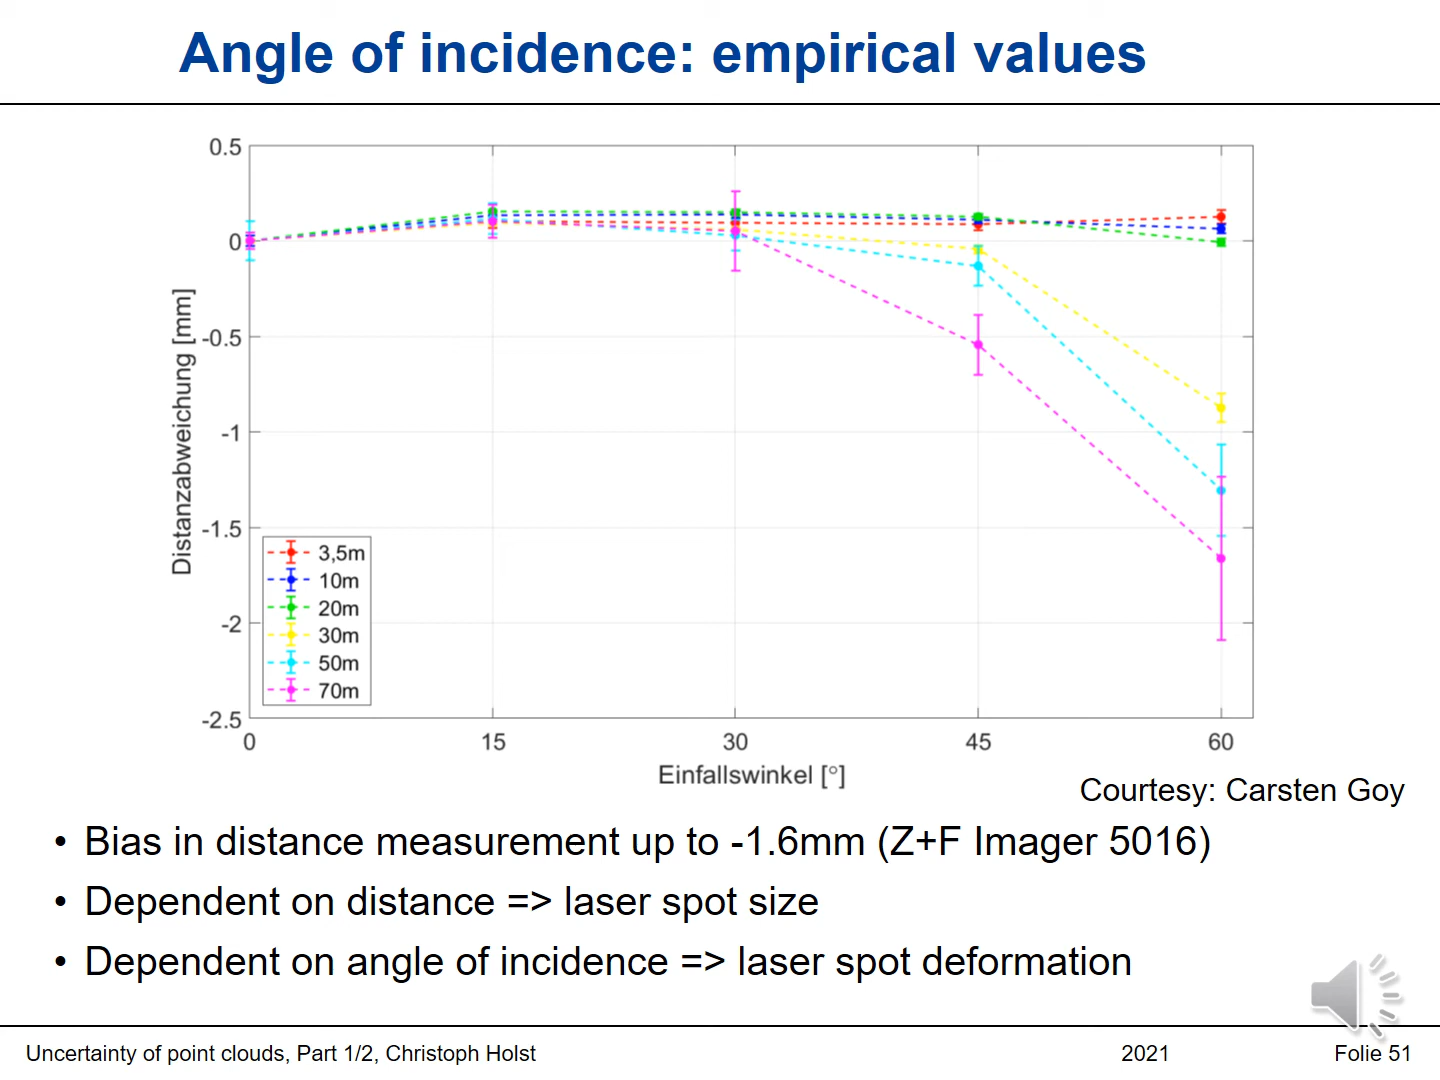 Angle of incidence: empirical values
0.5
0
-0.5
-1
-1.5
-2
-2.5
Distanzabweichung [mm]
3,5m
10m
20m
30m
50m
70m
0 15 30 45 60
Einfallswinkel [°]
Courtesy: Carsten Goy
• Bias in distance measurement up to -1.6mm (Z+F Imager 5016)
• Dependent on distance => laser spot size
• Dependent on angle of incidence => laser spot deformation
Uncertainty of point clouds, Part 1/2, Christoph Holst 2021 Folie 51